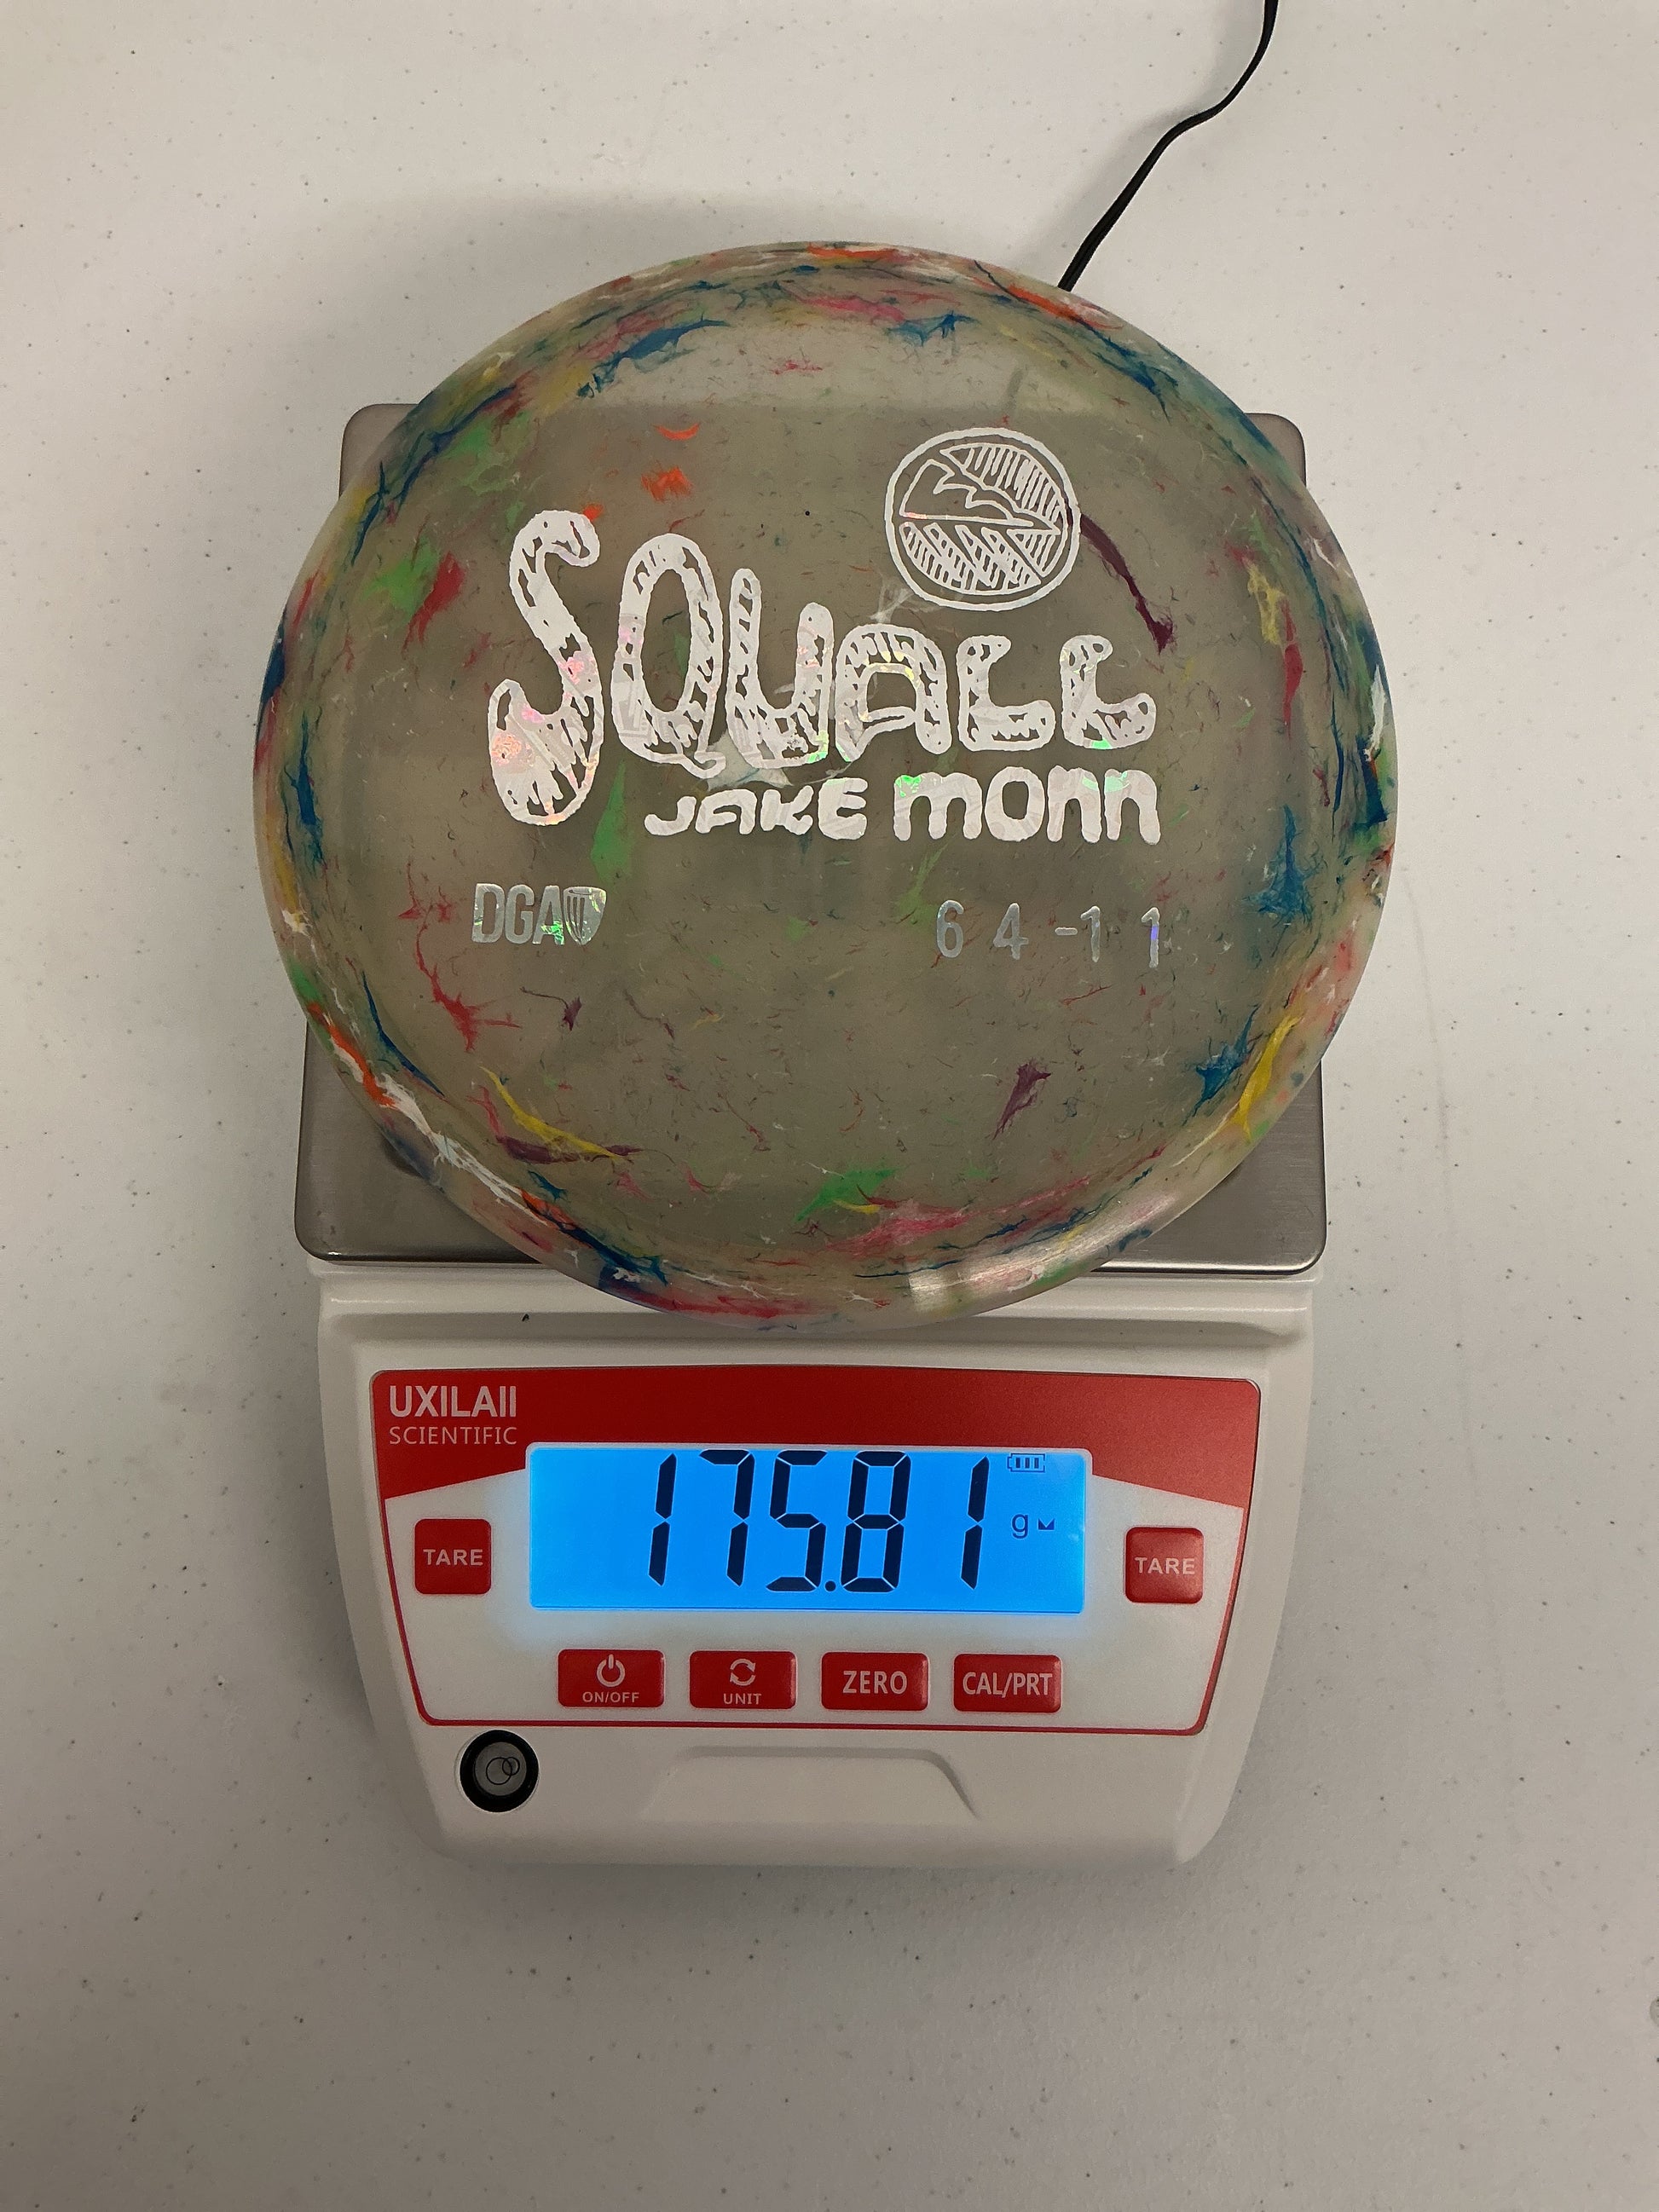 SQUALL
JAKE MONN
DGA
6 4 -1 1
UXILAII
SCIENTIFIC
175.81 g
TARE
TARE
ON/OFF
UNIT
ZERO
CAL/PRT